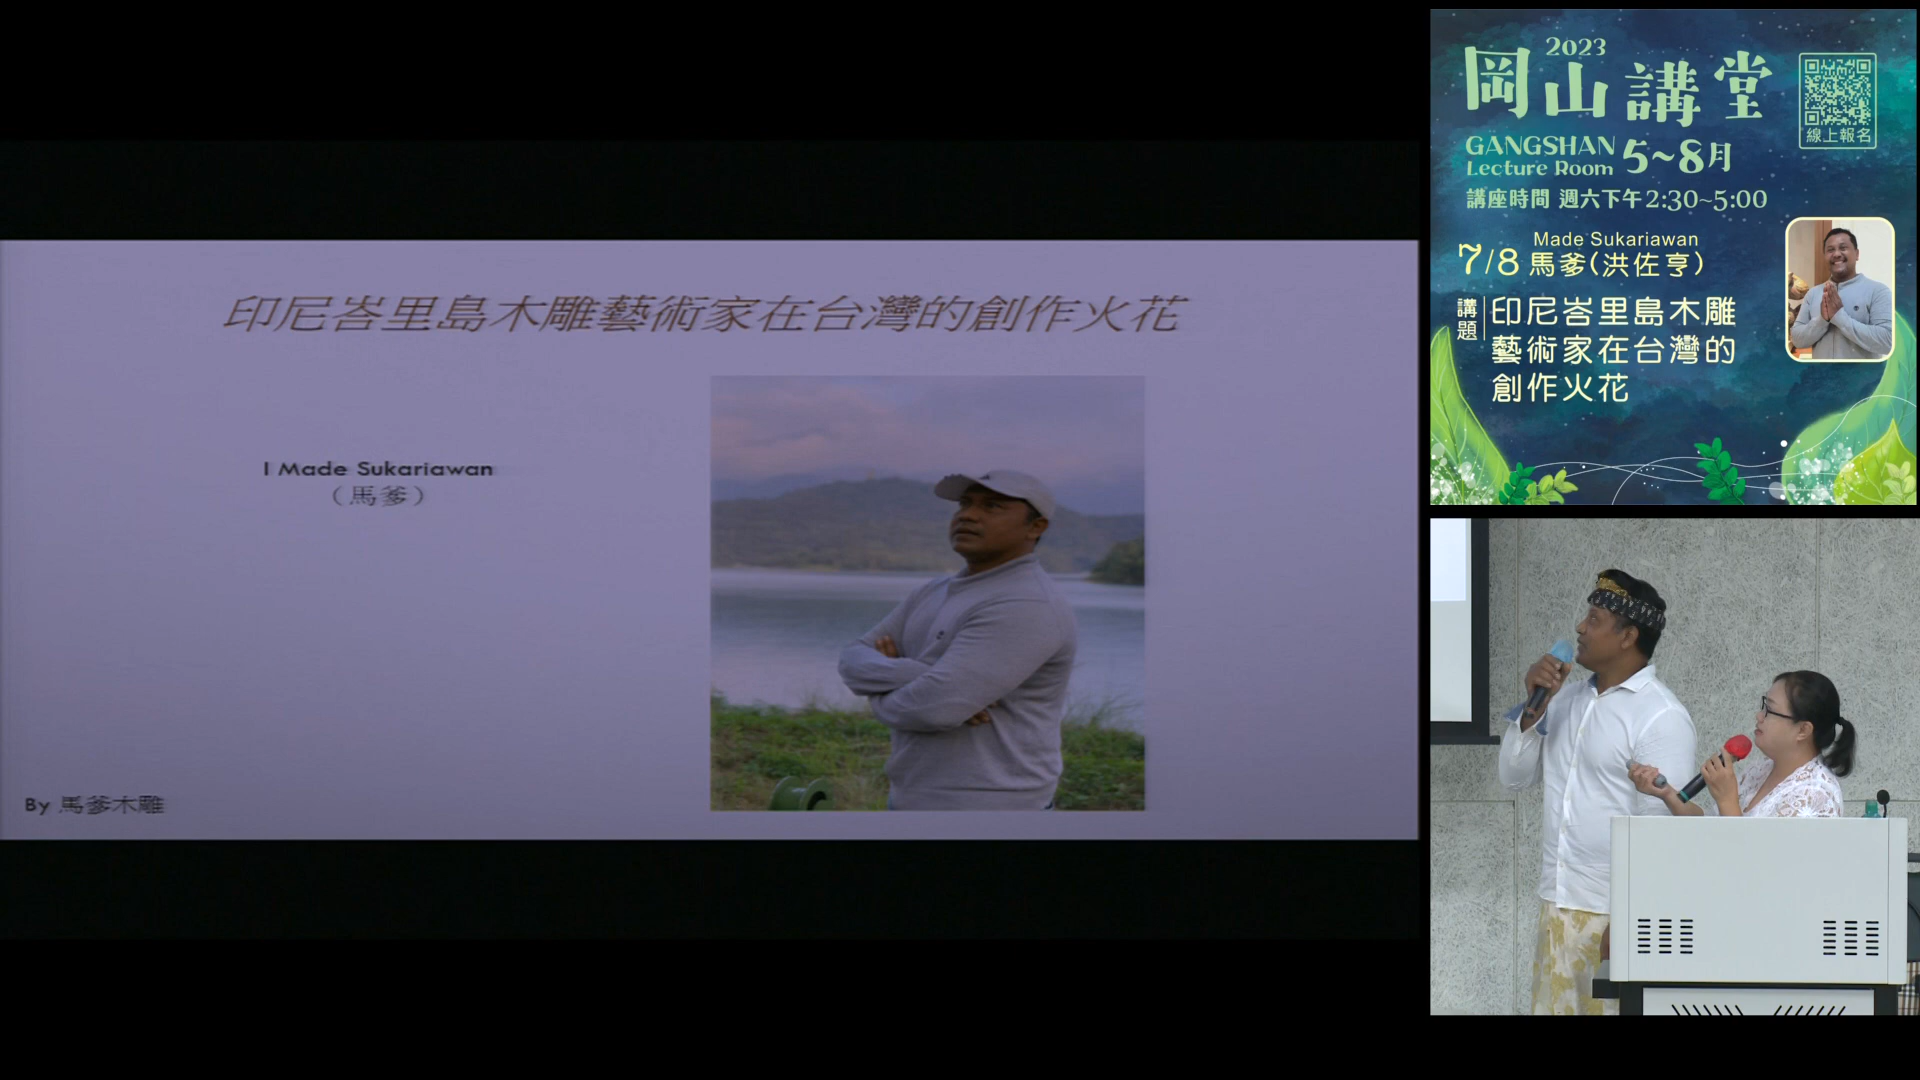 印尼峇里島木雕藝術家在台灣的創作火花
I Made Sukariawan
（馬爹）
By 馬爹木雕
2023
岡山講堂
線上報名
GANGSHAN
Lecture Room
5~8月
講座時間 週六下午2:30~5:00
Made Sukariawan
7/8 馬爹(洪佐亨)
講題
印尼峇里島木雕
藝術家在台灣的
創作火花